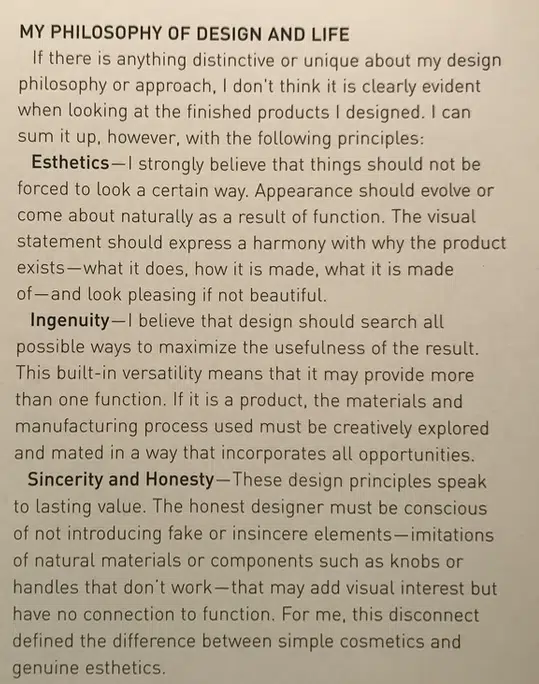 MY PHILOSOPHY OF DESIGN AND LIFE
If there is anything distinctive or unique about my design
philosophy or approach, I don't think it is clearly evident
when looking at the finished products I designed. I can
sum it up, however, with the following principles:
Esthetics—I strongly believe that things should not be
forced to look a certain way. Appearance should evolve or
come about naturally as a result of function. The visual
statement should express a harmony with why the product
exists—what it does, how it is made, what it is made
of—and look pleasing if not beautiful.
Ingenuity—I believe that design should search all
possible ways to maximize the usefulness of the result.
This built-in versatility means that it may provide more
than one function. If it is a product, the materials and
manufacturing process used must be creatively explored
and mated in a way that incorporates all opportunities.
Sincerity and Honesty—These design principles speak
to lasting value. The honest designer must be conscious
of not introducing fake or insincere elements—imitations
of natural materials or components such as knobs or
handles that don't work—that may add visual interest but
have no connection to function. For me, this disconnect
defined the difference between simple cosmetics and
genuine esthetics.